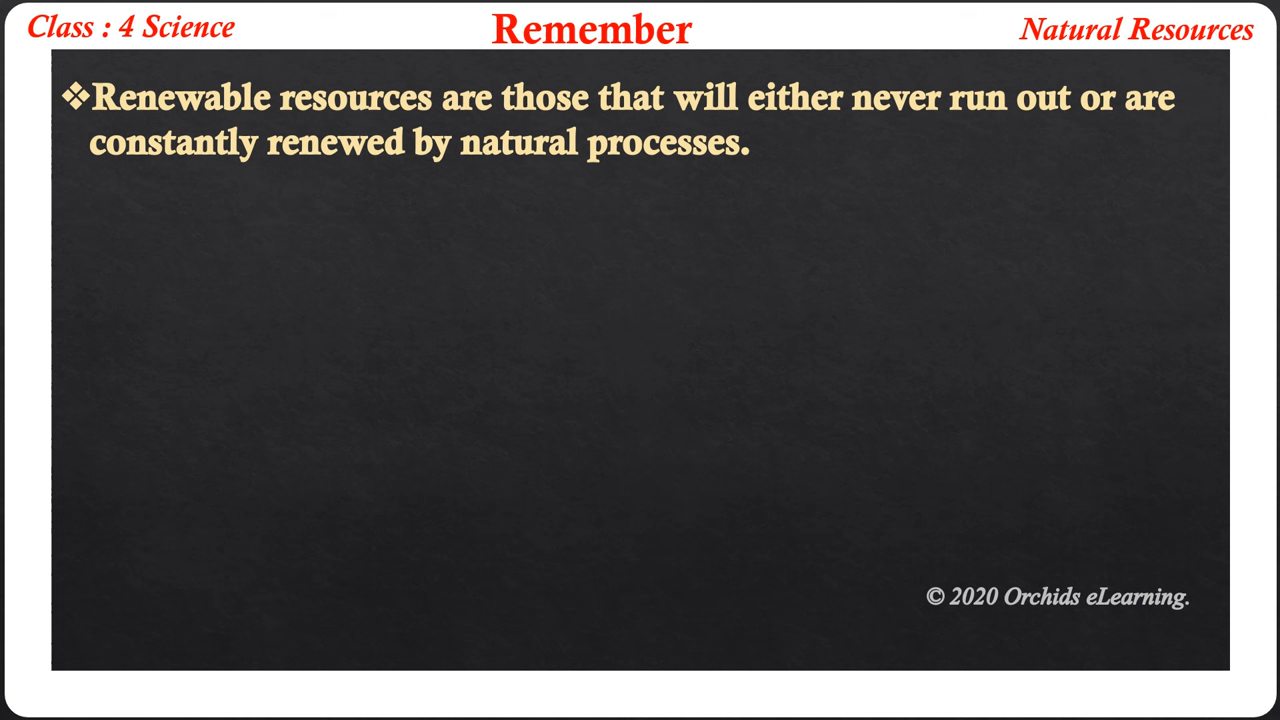 Class : 4 Science
Remember
Natural Resources
❖Renewable resources are those that will either never run out or are
constantly renewed by natural processes.
© 2020 Orchids eLearning.